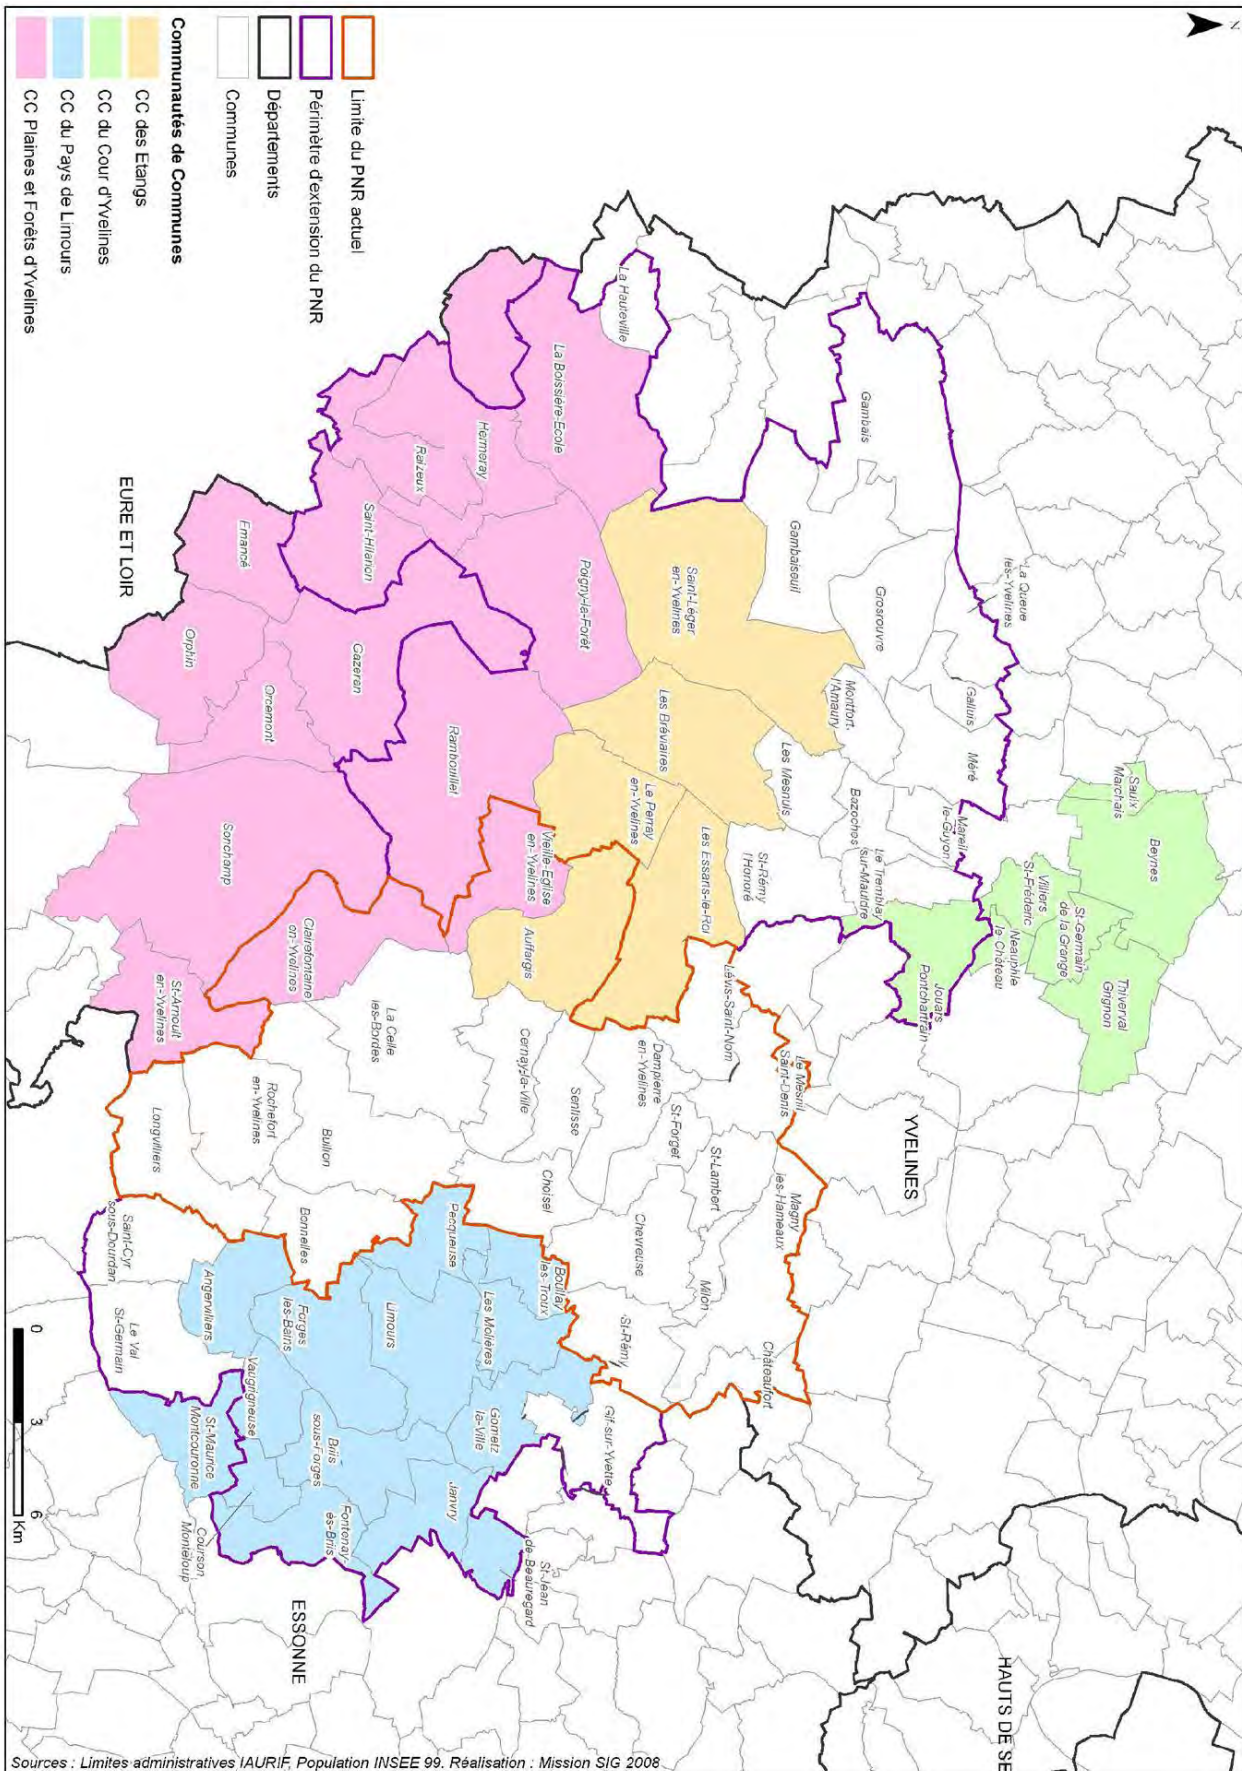 N
Limite du PNR actuel
Périmètre d'extension du PNR
Départements
Communes
Communautés de Communes
CC des Etangs
CC du Cour d'Yvelines
CC du Pays de Limours
CC Plaines et Forêts d'Yvelines
HAUTS DE SE
YVELINES
ESSONNE
EURE ET LOIR
Saulx
Marchais
Beynes
Thiverval
Grignon
St-Germain
de la Grange
Villiers
St-Fréderic
Neauphle
le Château
Jouars
Pontchartrain
La Queue
les-Yvelines
Galluis
Méré
Mareil
le-Guyon
Gambais
Grosrouvre
Montfort
l'Amaury
Bazoches
Le Tremblay
sur-Mauldre
Les Mesnuls
St-Rémy
l'Honoré
Gambaiseuil
Saint-Léger
en-Yvelines
Les Bréviaires
Le Perray
en-Yvelines
Les Essarts-le-Roi
Lévis-Saint-Nom
Le Mesnil
Saint-Denis
Magny
les-Hameaux
Châteaufort
Milon
St-Lambert
St-Forget
Dampierre
en-Yvelines
Chevreuse
St-Rémy
Gif-sur-Yvette
Senlisse
Choisel
Cernay-la-Ville
La Hauteville
La Boissière-Ecole
Hermeray
Raizeux
Poigny-la-Forêt
Saint-Hilarion
Gazeran
Rambouillet
Vieille-Eglise
en-Yvelines
Auffargis
Emancé
Orphin
Orcemont
Sonchamp
Clairefontaine
en-Yvelines
St-Arnoult
en-Yvelines
La Celle
les-Bordes
Rochefort
en-Yvelines
Bullion
Longvilliers
Bonnelles
Pecqueuse
Boullay
les-Troux
Les Molières
Limours
Gometz
la-Ville
Janvry
St-Jean
de-Beauregard
Forges
les-Bains
Angervilliers
Briis
sous-Forges
Fontenay-
ès-Briis
Vaugrigneuse
St-Maurice
Montcouronne
Courson
Monteloup
Saint-Cyr
sous-Dourdan
Le Val
St-Germain
0 3 6
Km
Sources : Limites administratives IAURIF, Population INSEE 99. Réalisation : Mission SIG 2008